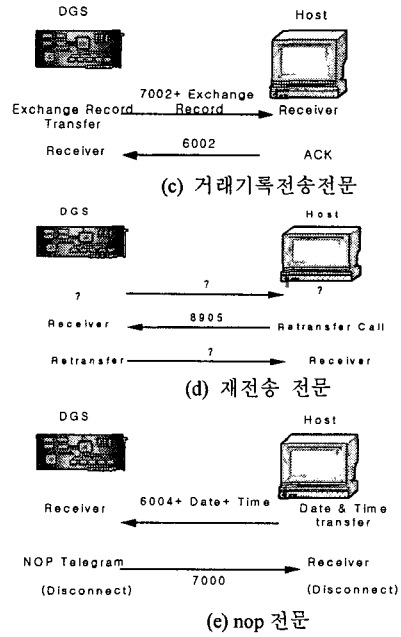 DGS
Host
7002+ Exchange
Exchange Record Record Receiver
Transfer
Receiver 6002 ACK
(c) 거래기록전송전문
DGS
Host
? ? ?
Receiver 8905 Retransfer Call
Retransfer ? Receiver
(d) 재전송 전문
DGS
Host
6004+ Date+ Time
Receiver Date & Time
transfer
NOP Telegram Receiver
7000
(Disconnect) (Disconnect)
(e) nop 전문